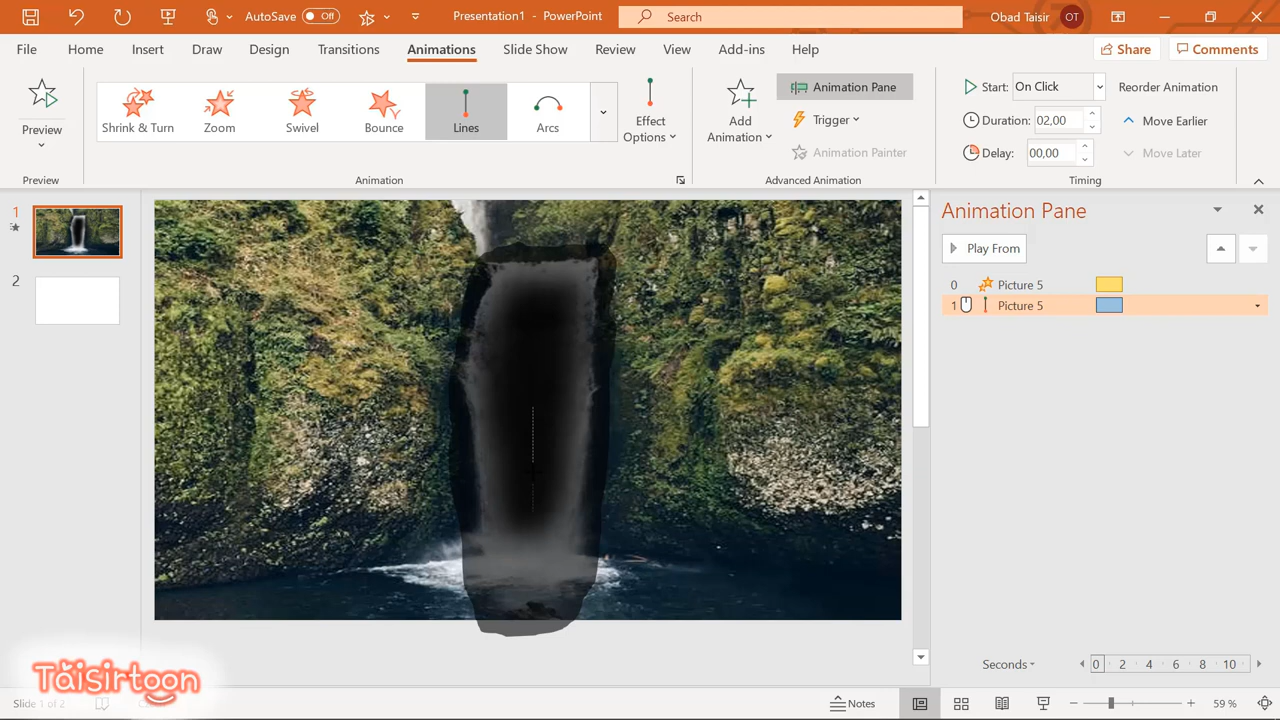 AutoSave Off
Presentation1 - PowerPoint
Search
Obad Taisir OT
File Home Insert Draw Design Transitions Animations Slide Show Review View Add-ins Help
Share Comments
Preview
Shrink & Turn Zoom Swivel Bounce Lines Arcs
Effect Options
Add Animation
Animation Pane
Trigger
Animation Painter
Start: On Click
Duration: 02,00
Delay: 00,00
Reorder Animation
Move Earlier
Move Later
Preview Animation Advanced Animation Timing
1
2
Animation Pane
Play From
0 Picture 5
1 Picture 5
Seconds 0 2 4 6 8 10
Taisirtoon
Slide 1 of 2
Notes
59 %